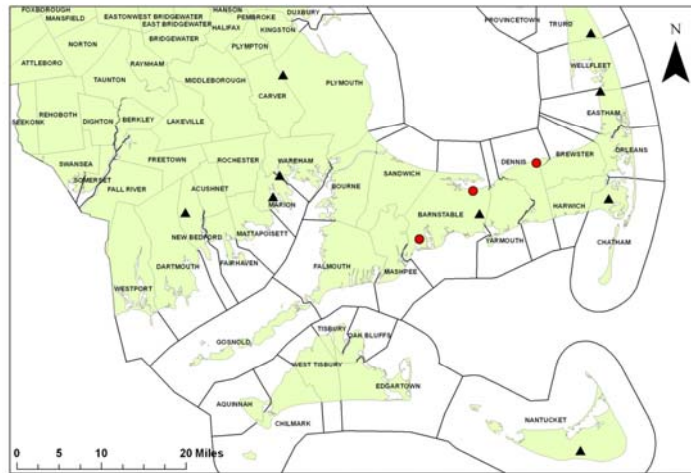 FOXBOROUGH
MANSFIELD
EASTON
WEST BRIDGEWATER
EAST BRIDGEWATER
HANSON
PEMBROKE
HALIFAX
DUXBURY
KINGSTON
PROVINCETOWN
TRURO
N
NORTON
BRIDGEWATER
PLYMPTON
WELLFLEET
ATTLEBORO
RAYNHAM
TAUNTON
MIDDLEBOROUGH
PLYMOUTH
CARVER
EASTHAM
REHOBOTH
SEEKONK
DIGHTON
BERKLEY
LAKEVILLE
ORLEANS
BREWSTER
DENNIS
SWANSEA
FREETOWN
ROCHESTER
WAREHAM
SANDWICH
SOMERSET
FALL RIVER
ACUSHNET
BOURNE
MARION
HARWICH
BARNSTABLE
NEW BEDFORD
MATTAPOISETT
YARMOUTH
CHATHAM
DARTMOUTH
FAIRHAVEN
FALMOUTH
MASHPEE
WESTPORT
TISBURY
OAK BLUFFS
GOSNOLD
WEST TISBURY
EDGARTOWN
AQUINNAH
CHILMARK
NANTUCKET
0 5 10 20 Miles